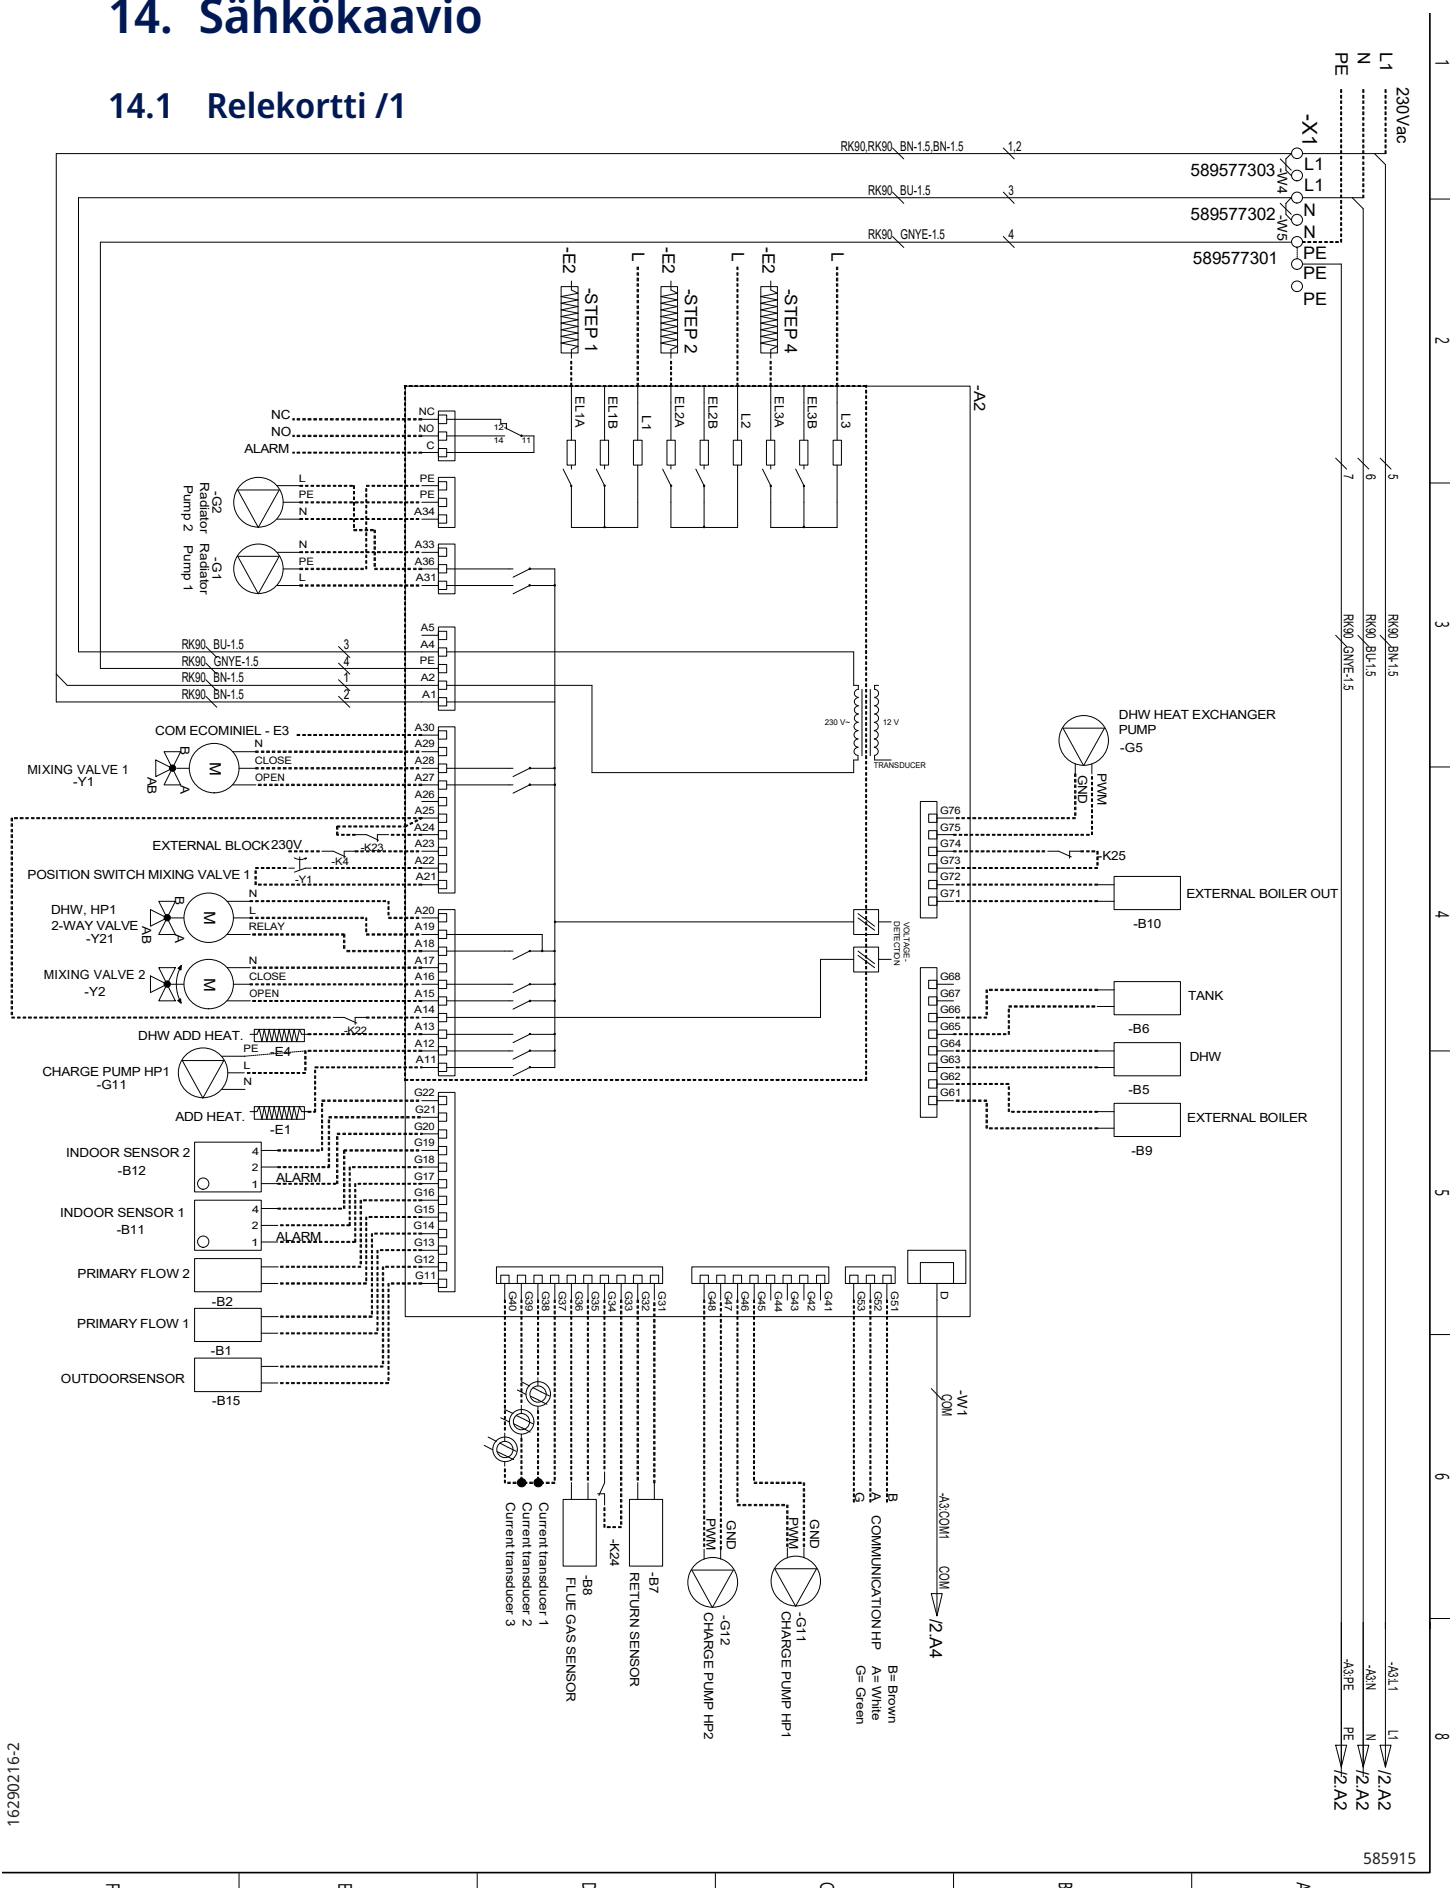 14. Sähkökaavio
14.1 Relekortti /1
PE
N
L1
230Vac
-X1
L1
L1
N
N
PE
PE
PE
589577303
-W4
589577302
-W5
589577301
RK90,RK90 BN-1.5,BN-1.5 1,2
RK90 BU-1.5 3
RK90 GNYE-1.5 4
-E2
-STEP 1
L
-E2
-STEP 2
L
-E2
-STEP 4
L
-A2
EL1A
EL1B
L1
EL2A
EL2B
L2
EL3A
EL3B
L3
NC
NO
ALARM
NC
NO
C
12
14
11
-G2
Radiator
Pump 2
L
PE
N
PE
PE
A34
-G1
Radiator
Pump 1
N
PE
L
A33
A36
A31
RK90 BU-1.5 3
RK90 GNYE-1.5 4
RK90 BN-1.5 1
RK90 BN-1.5 2
A5
A4
PE
A2
A1
230 V~
12 V
TRANSDUCER
COM ECOMINIEL - E3
N
CLOSE
OPEN
MIXING VALVE 1
-Y1
B
A
AB
M
A30
A29
A28
A27
A26
A25
A24
A23
A22
A21
-K23
EXTERNAL BLOCK 230V
-K4
POSITION SWITCH MIXING VALVE 1
-Y1
DHW, HP1
2-WAY VALVE
-Y21
B
A
AB
M
N
L
RELAY
MIXING VALVE 2
-Y2
M
N
CLOSE
OPEN
A20
A19
A18
A17
A16
A15
A14
A13
A12
A11
-K22
DHW ADD HEAT.
-E4
CHARGE PUMP HP1
-G11
PE
L
N
ADD HEAT.
-E1
VOLTAGE-
DETECTION
G22
G21
G20
G19
G18
G17
G16
G15
G14
G13
G12
G11
INDOOR SENSOR 2
-B12
4
2
1
ALARM
INDOOR SENSOR 1
-B11
4
2
1
ALARM
PRIMARY FLOW 2
-B2
PRIMARY FLOW 1
-B1
OUTDOORSENSOR
-B15
DHW HEAT EXCHANGER
PUMP
-G5
GND
PWM
G76
G75
G74
G73
G72
G71
-K25
EXTERNAL BOILER OUT
-B10
G68
G67
G66
G65
G64
G63
G62
G61
TANK
-B6
DHW
-B5
EXTERNAL BOILER
-B9
G40
G39
G38
G37
G36
G35
G34
G33
G32
G31
G48
G47
G46
G45
G44
G43
G42
G41
G53
G52
G51
D
Current transducer 3
Current transducer 2
Current transducer 1
-B8
FLUE GAS SENSOR
-K24
-B7
RETURN SENSOR
PWM
GND
-G12
CHARGE PUMP HP2
PWM
GND
-G11
CHARGE PUMP HP1
G
A
B
COMMUNICATION HP
B= Brown
A= White
G= Green
-W1
COM
-A3:COM1
COM
/2.A4
7
6
5
RK90 GNYE-1.5
RK90 BU-1.5
RK90 BN-1.5
-A3:PE
-A3:N
-A3:L1
PE
N
L1
/2.A2
/2.A2
/2.A2
1
2
3
4
5
6
8
16290216-2
585915
F
E
D
C
B
A